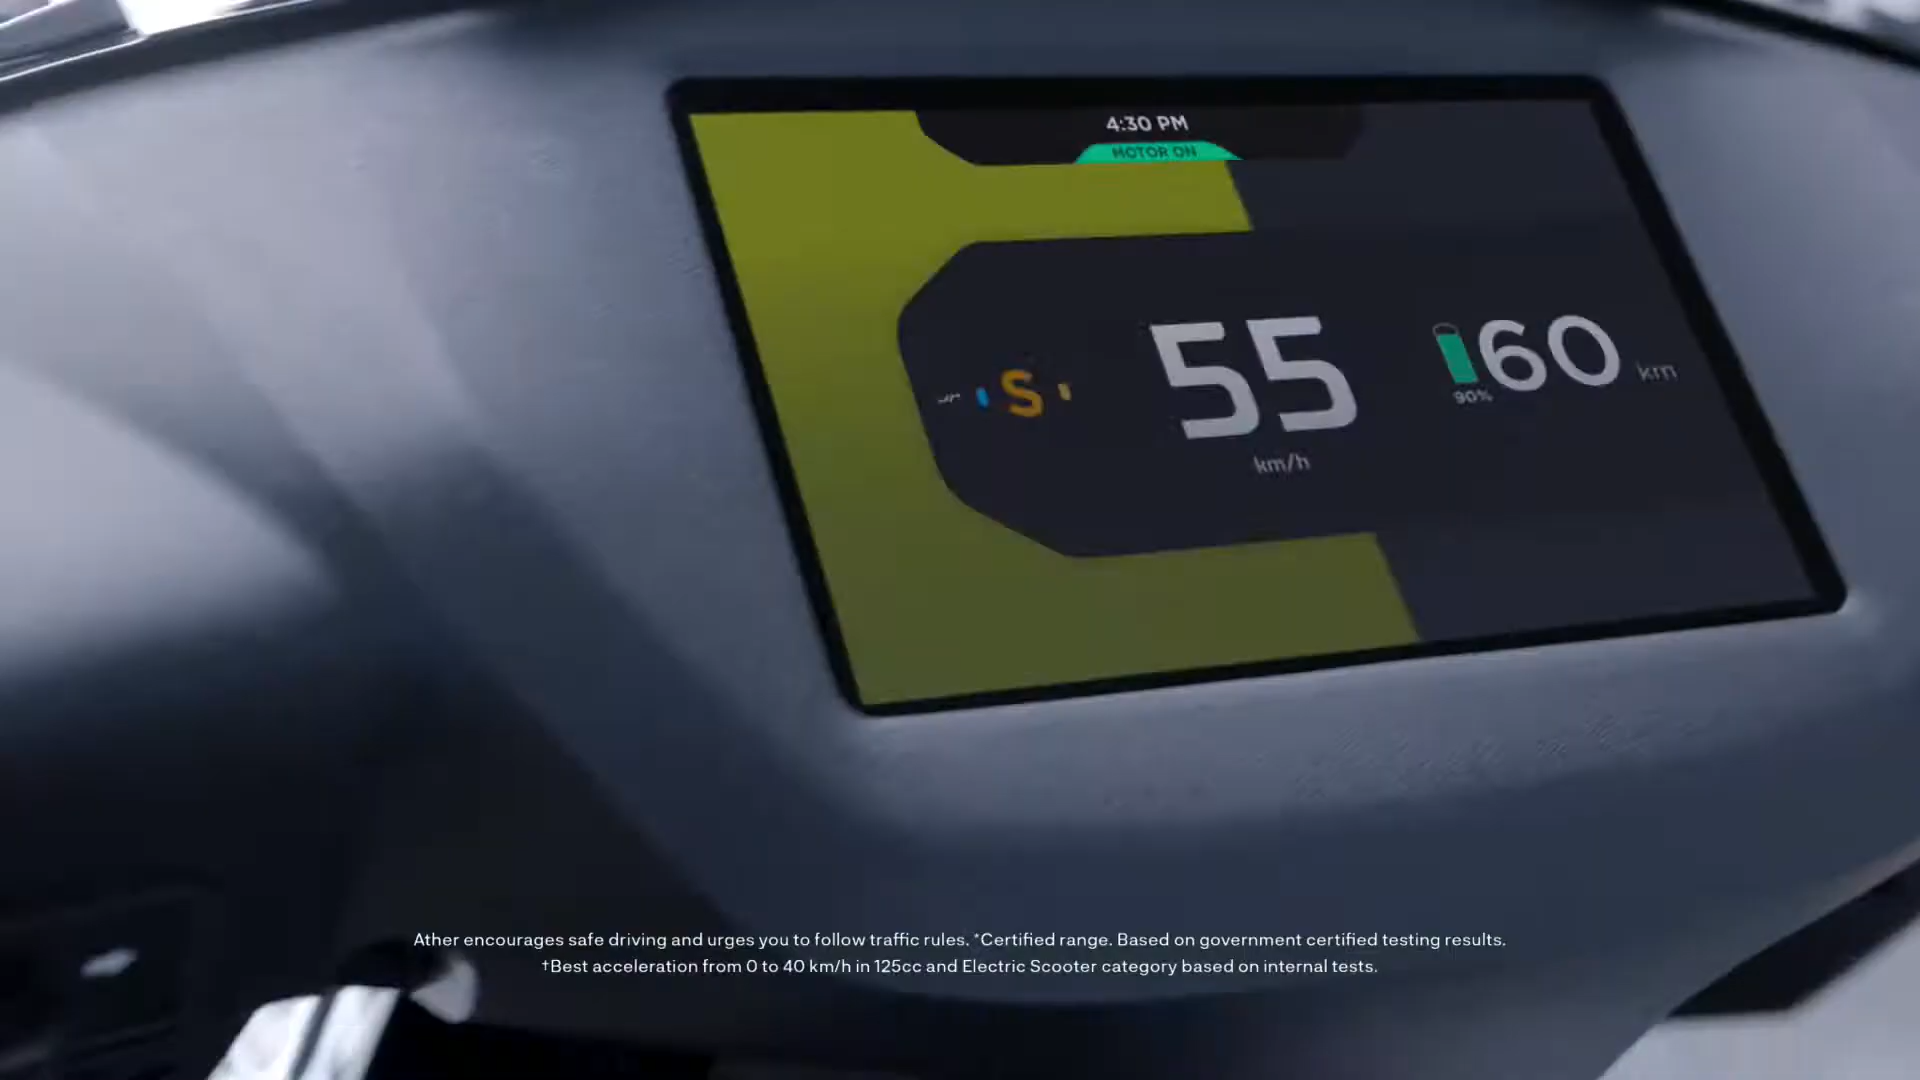 4:30 PM
MOTOR ON
S
55
km/h
60 km
90%
Ather encourages safe driving and urges you to follow traffic rules. *Certified range. Based on government certified testing results.
†Best acceleration from 0 to 40 km/h in 125cc and Electric Scooter category based on internal tests.